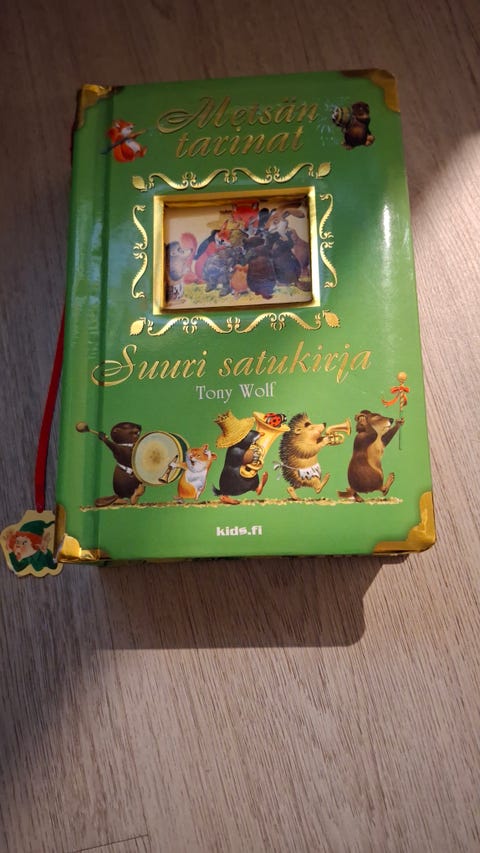 Metsän
tarinat
Suuri satukirja
Tony Wolf
kids.fi